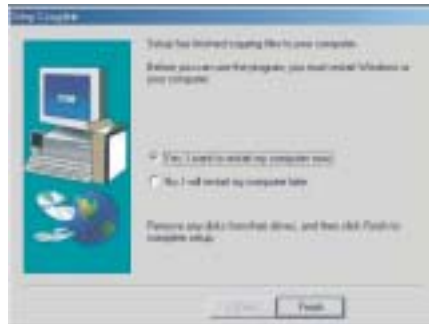 Setup Complete
Setup has finished copying files to your computer.
Before you can use the program, you must restart Windows or
your computer.
Yes, I want to restart my computer now.
No, I will restart my computer later.
Remove any disks from their drives, and then click Finish to
complete setup.
Finish